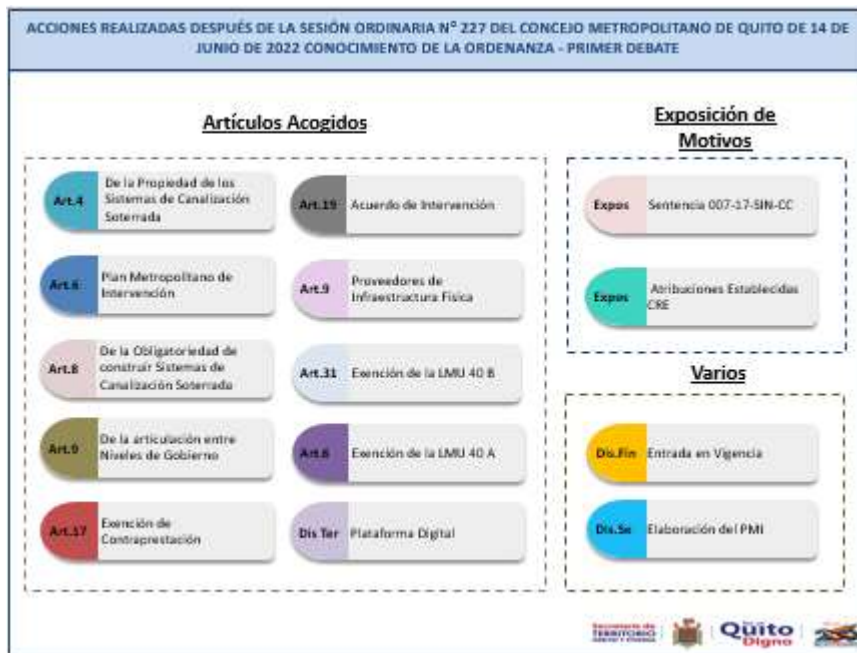 ACCIONES REALIZADAS DESPUÉS DE LA SESIÓN ORDINARIA N° 227 DEL CONCEJO METROPOLITANO DE QUITO DE 14 DE
JUNIO DE 2022 CONOCIMIENTO DE LA ORDENANZA - PRIMER DEBATE
Artículos Acogidos
Art.4
De la Propiedad de los
Sistemas de Canalización
Soterrada
Art.6
Plan Metropolitano de
Intervención
Art.8
De la Obligatoriedad de
construir Sistemas de
Canalización Soterrada
Art.9
De la articulación entre
Niveles de Gobierno
Art.17
Exención de
Contraprestación
Art.19
Acuerdo de Intervención
Art.9
Proveedores de
Infraestructura Física
Art.31
Exención de la LMU 40 B
Art.6
Exención de la LMU 40 A
Dis Ter
Plataforma Digital
Exposición de
Motivos
Expos
Sentencia 007-17-SIN-CC
Expos
Atribuciones Establecidas
CRE
Varios
Dis.Fin
Entrada en Vigencia
Dis.Se
Elaboración del PMI
Secretaría de
TERRITORIO
Quito
Digno